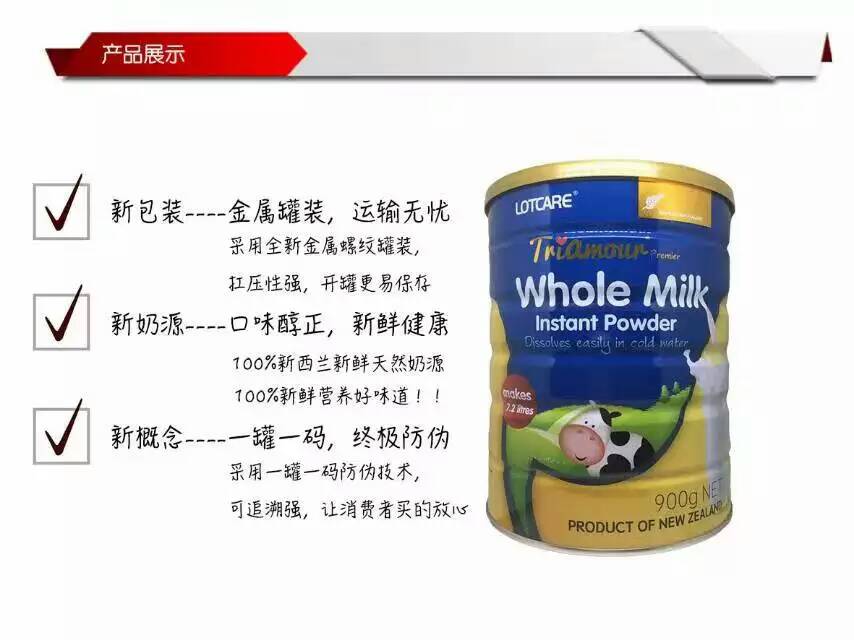 产品展示
新包装----金属罐装，运输无忧
采用全新金属螺纹罐装，
扛压性强，开罐更易保存
新奶源----口味醇正，新鲜健康
100%新西兰新鲜天然奶源
100%新鲜营养好味道！！
新概念----一罐一码，终极防伪
采用一罐一码防伪技术，
可追溯强，让消费者买的放心
LOTCARE®
Triamour Premier
Whole Milk
Instant Powder
Dissolves easily in cold water
makes
7.2 litres
900g NET
PRODUCT OF NEW ZEALAND